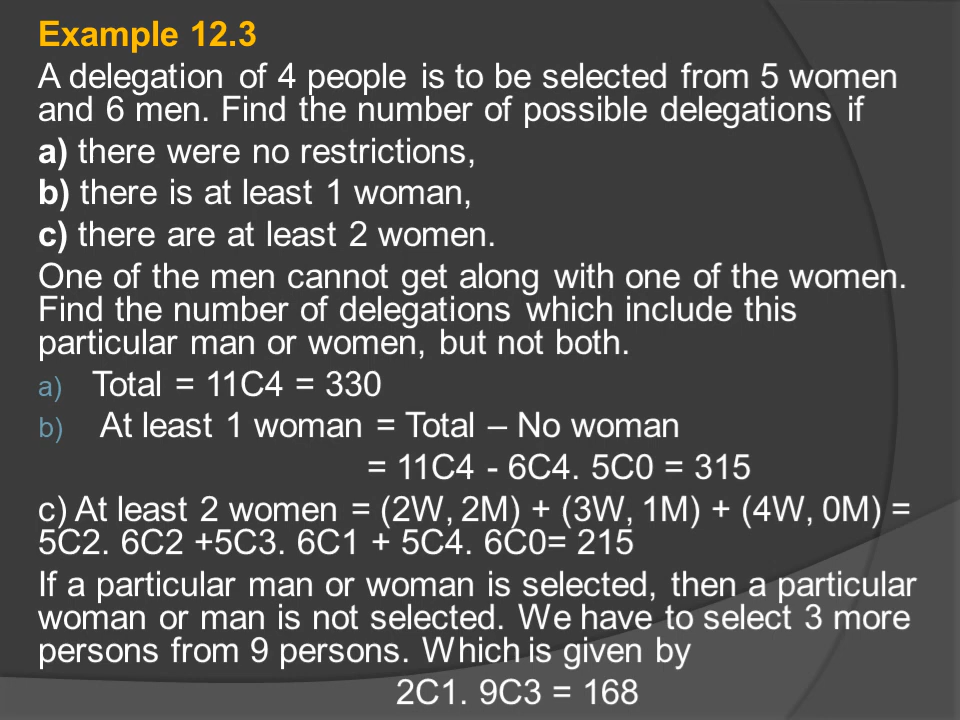 Example 12.3
A delegation of 4 people is to be selected from 5 women
and 6 men. Find the number of possible delegations if
a) there were no restrictions,
b) there is at least 1 woman,
c) there are at least 2 women.
One of the men cannot get along with one of the women.
Find the number of delegations which include this
particular man or women, but not both.
a) Total = 11C4 = 330
b) At least 1 woman = Total – No woman
= 11C4 - 6C4. 5C0 = 315
c) At least 2 women = (2W, 2M) + (3W, 1M) + (4W, 0M) =
5C2. 6C2 +5C3. 6C1 + 5C4. 6C0= 215
If a particular man or woman is selected, then a particular
woman or man is not selected. We have to select 3 more
persons from 9 persons. Which is given by
2C1. 9C3 = 168